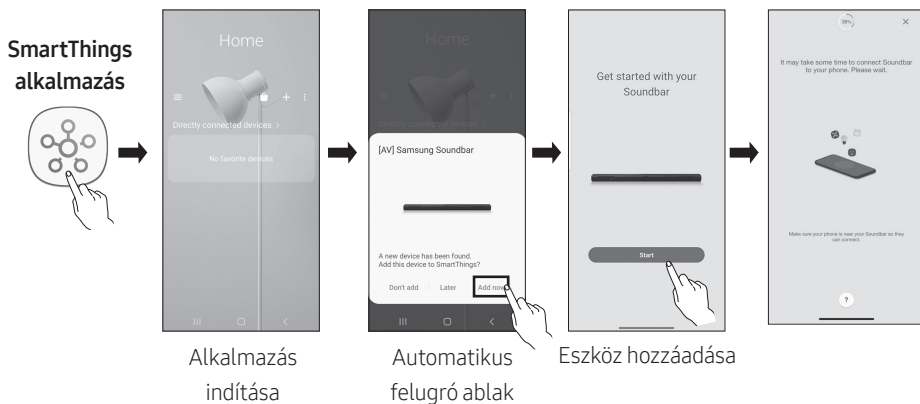 SmartThings
alkalmazás
Home
Directly connected devices >
No favorite devices
Alkalmazás
indítása
Home
Directly connected devices >
[AV] Samsung Soundbar
A new device has been found.
Add this device to SmartThings?
Don't add
Later
Add now
Automatikus
felugró ablak
Get started with your
Soundbar
Start
Eszköz hozzáadása
39%
It may take some time to connect Soundbar
to your phone. Please wait.
Make sure your phone is near your Soundbar so they
can connect.
?